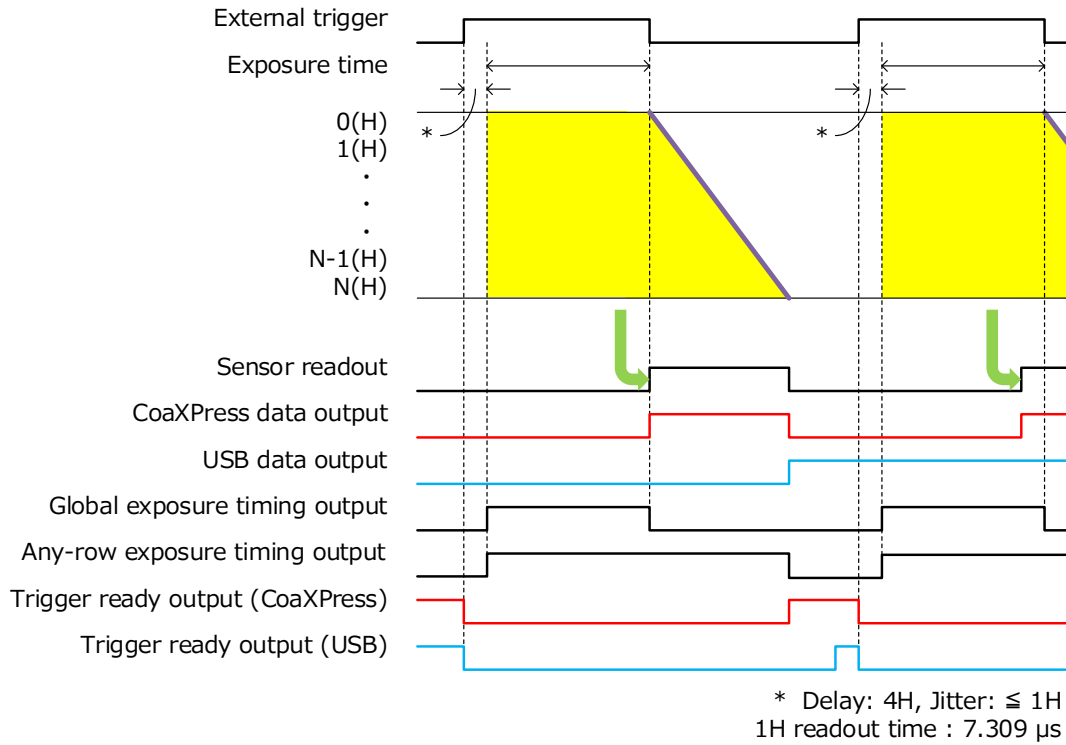 External trigger
Exposure time
0(H)
*
*
1(H)
.
.
.
N-1(H)
N(H)
Sensor readout
CoaXPress data output
USB data output
Global exposure timing output
Any-row exposure timing output
Trigger ready output (CoaXPress)
Trigger ready output (USB)
* Delay: 4H, Jitter: ≦ 1H
1H readout time : 7.309 μs